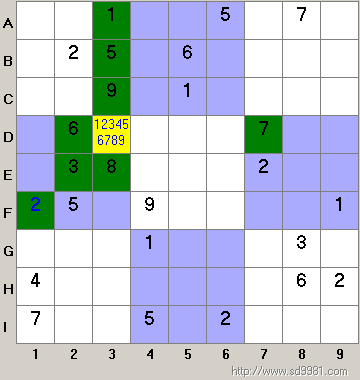 A 1 5 7
B 2 5 6
C 9 1
D 6 12345 7
6789
E 3 8 2
F 2 5 9 1
G 1 3
H 4 6 2
I 7 5 2
1 2 3 4 5 6 7 8 9
http://www.sd9981.com